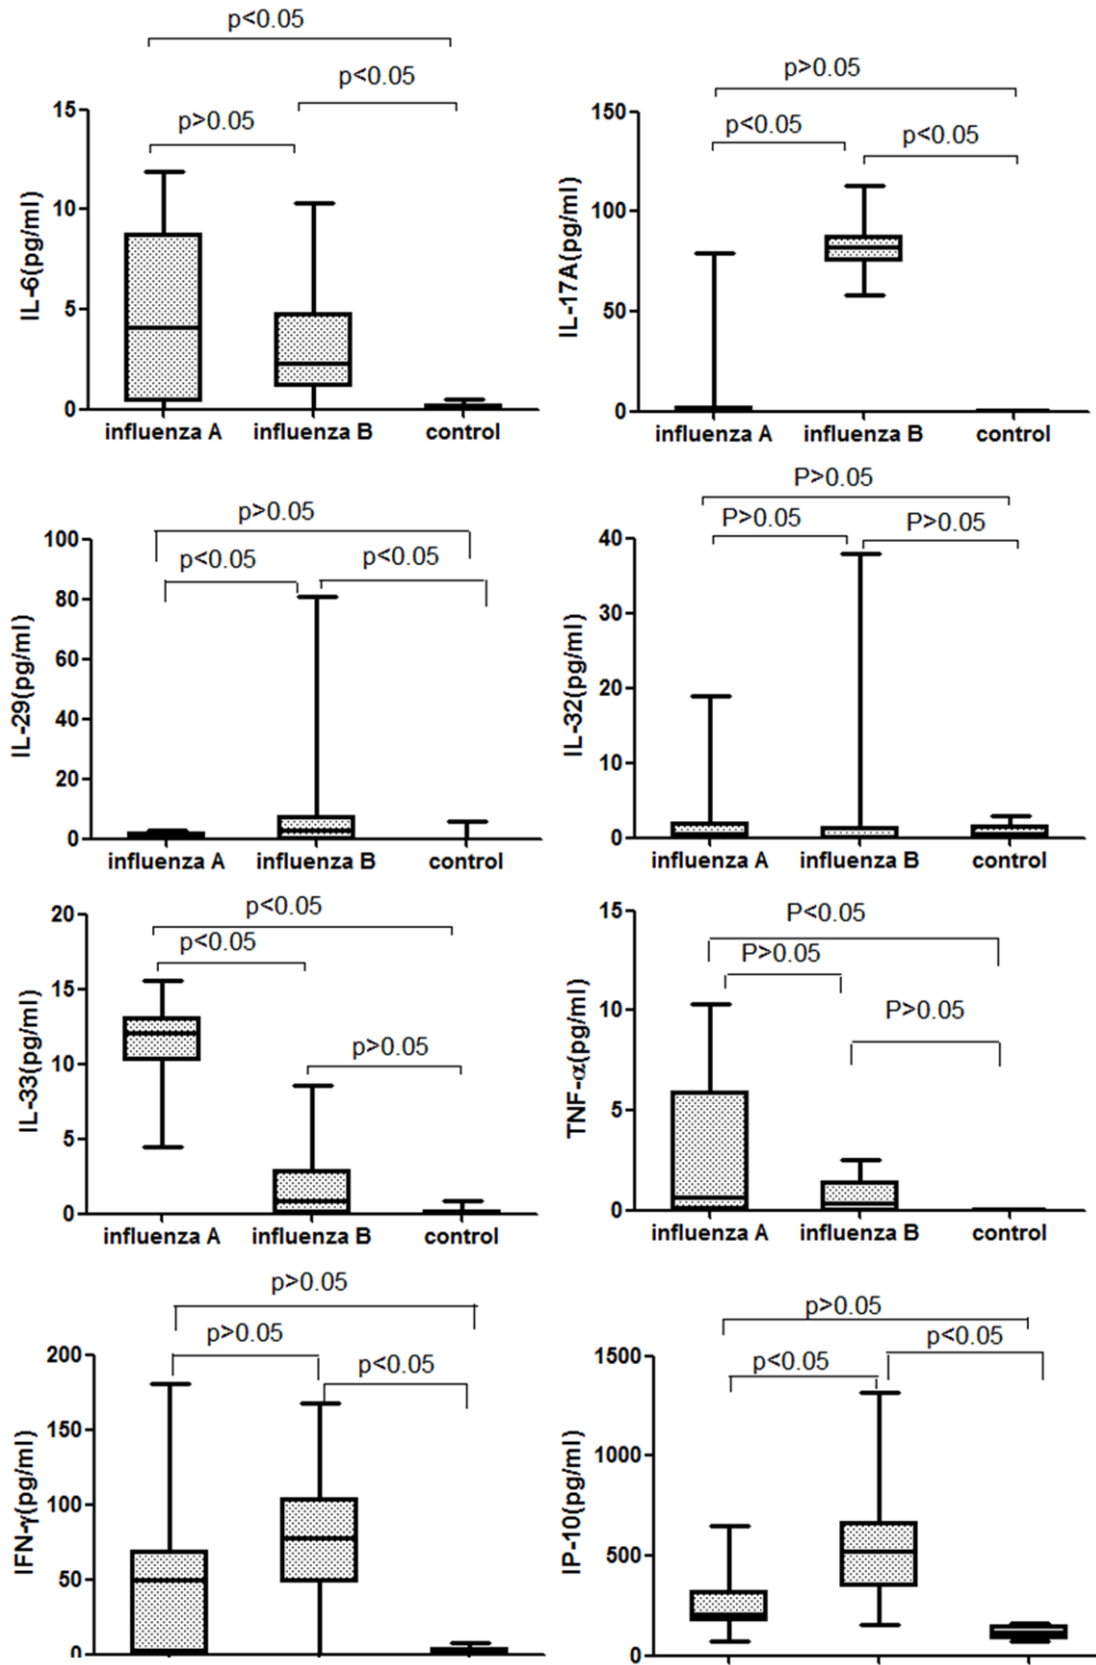 p<0.05
p<0.05
p>0.05
IL-6(pg/ml)
15
10
5
0
influenza A influenza B control
p>0.05
p<0.05 p<0.05
IL-17A(pg/ml)
150
100
50
0
influenza A influenza B control
p>0.05
p<0.05 p<0.05
IL-29(pg/ml)
100
80
60
40
20
0
influenza A influenza B control
P>0.05
P>0.05 P>0.05
IL-32(pg/ml)
40
30
20
10
0
influenza A influenza B control
p<0.05
p<0.05
p>0.05
IL-33(pg/ml)
20
15
10
5
0
influenza A influenza B control
P<0.05
P>0.05
P>0.05
TNF-α(pg/ml)
15
10
5
0
influenza A influenza B control
p>0.05
p>0.05
p<0.05
IFN-γ(pg/ml)
200
150
100
50
0
p>0.05
p<0.05
p<0.05
IP-10(pg/ml)
1500
1000
500
0